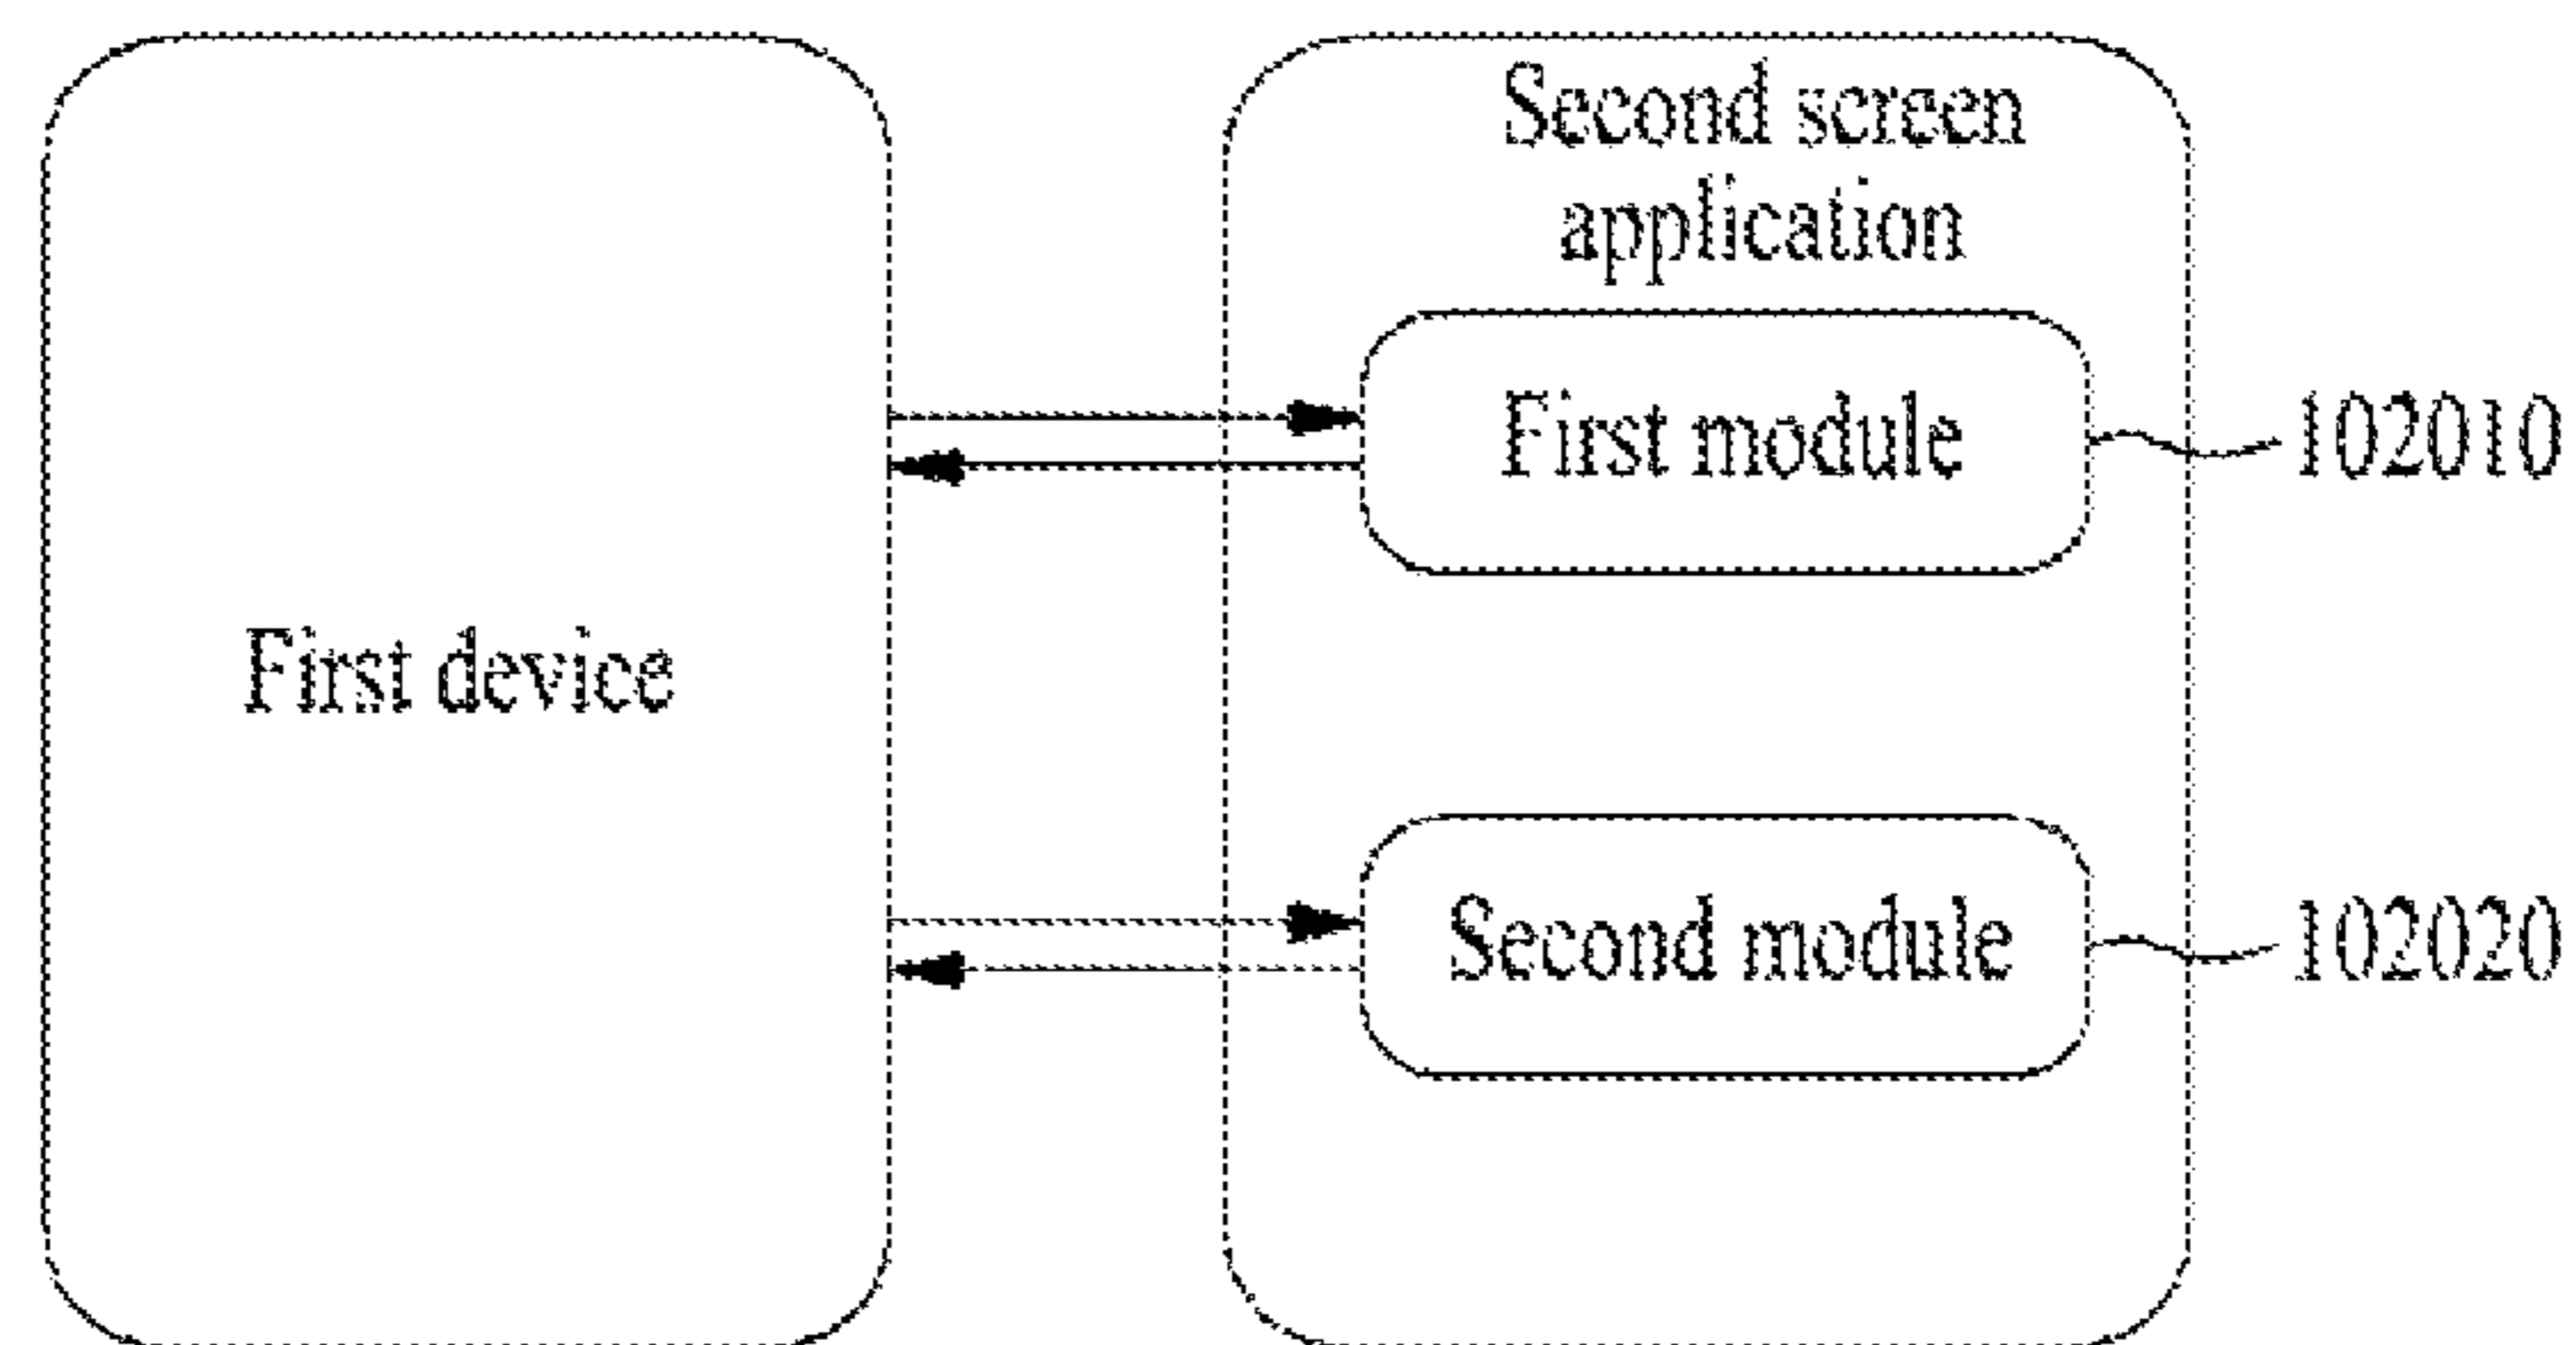 Second screen
application
First module
102010
First device
Second module
102020